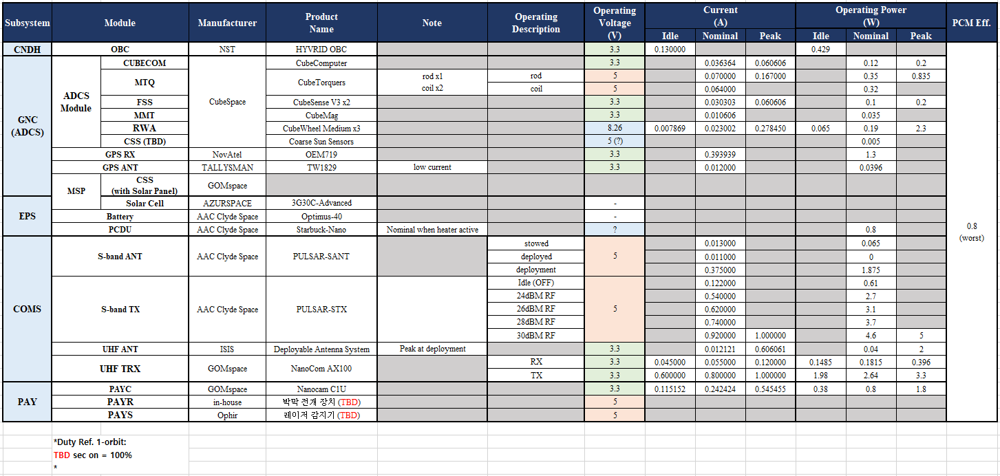 Subsystem Module Manufacturer Product Name Note Operating Description Operating Voltage (V) Current (A) Operating Power (W) PCM Eff.
Idle Nominal Peak Idle Nominal Peak
CNDH OBC NST HYVRID OBC 3.3 0.130000 0.429
GNC (ADCS) ADCS Module CUBECOM CubeSpace CubeComputer 3.3 0.036364 0.060606 0.12 0.2
MTQ CubeTorquers rod x1 rod 5 0.070000 0.167000 0.35 0.835
coil x2 coil 5 0.064000 0.32
FSS CubeSense V3 x2 3.3 0.030303 0.060606 0.1 0.2
MMT CubeMag 3.3 0.010606 0.035
RWA CubeWheel Medium x3 8.26 0.007869 0.023002 0.278450 0.065 0.19 2.3
CSS (TBD) Coarse Sun Sensors 5 (?) 0.005
GPS RX NovAtel OEM719 3.3 0.393939 1.3
GPS ANT TALLYSMAN TW1829 low current 3.3 0.012000 0.0396
MSP CSS
(with Solar Panel) GOMspace
EPS Solar Cell AZURSPACE 3G30C-Advanced -
Battery AAC Clyde Space Optimus-40 -
PCDU AAC Clyde Space Starbuck-Nano Nominal when heater active ? 0.8
0.8
(worst)
COMS S-band ANT AAC Clyde Space PULSAR-SANT stowed 5 0.013000 0.065
deployed 0.011000 0
deployment 0.375000 1.875
S-band TX AAC Clyde Space PULSAR-STX Idle (OFF) 5 0.122000 0.61
24dBM RF 0.540000 2.7
26dBM RF 0.620000 3.1
28dBM RF 0.740000 3.7
30dBM RF 0.920000 1.000000 4.6 5
UHF ANT ISIS Deployable Antenna System Peak at deployment 3.3 0.012121 0.606061 0.04 2
UHF TRX GOMspace NanoCom AX100 RX 3.3 0.045000 0.055000 0.120000 0.1485 0.1815 0.396
TX 3.3 0.600000 0.800000 1.000000 1.98 2.64 3.3
PAY PAYC GOMspace Nanocam C1U 3.3 0.115152 0.242424 0.545455 0.38 0.8 1.8
PAYR in-house 박막 전개 장치 (TBD) 5
PAYS Ophir 레이저 감지기 (TBD) 5
*Duty Ref. 1-orbit:
TBD sec on = 100%
*